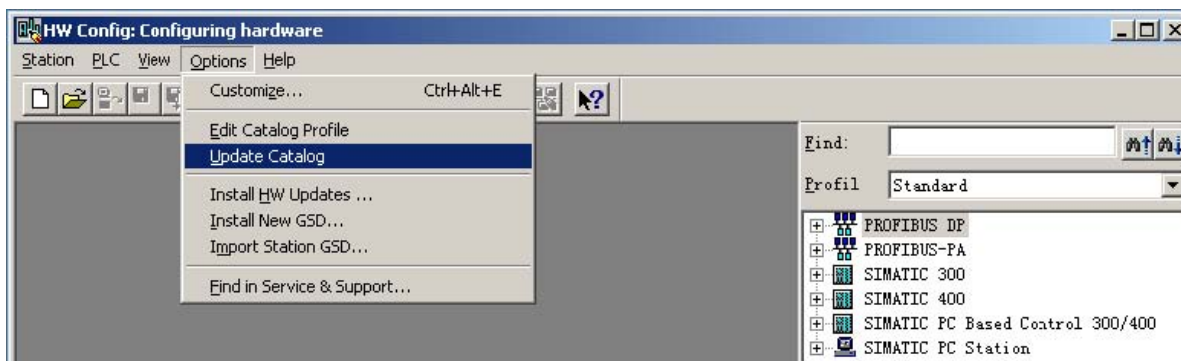 HW Config: Configuring hardware
Station PLC View Options Help
Customize... Ctrl+Alt+E
Edit Catalog Profile
Update Catalog
Install HW Updates ...
Install New GSD...
Import Station GSD...
Find in Service & Support...
Find:
Profil Standard
PROFIBUS DP
PROFIBUS-PA
SIMATIC 300
SIMATIC 400
SIMATIC PC Based Control 300/400
SIMATIC PC Station